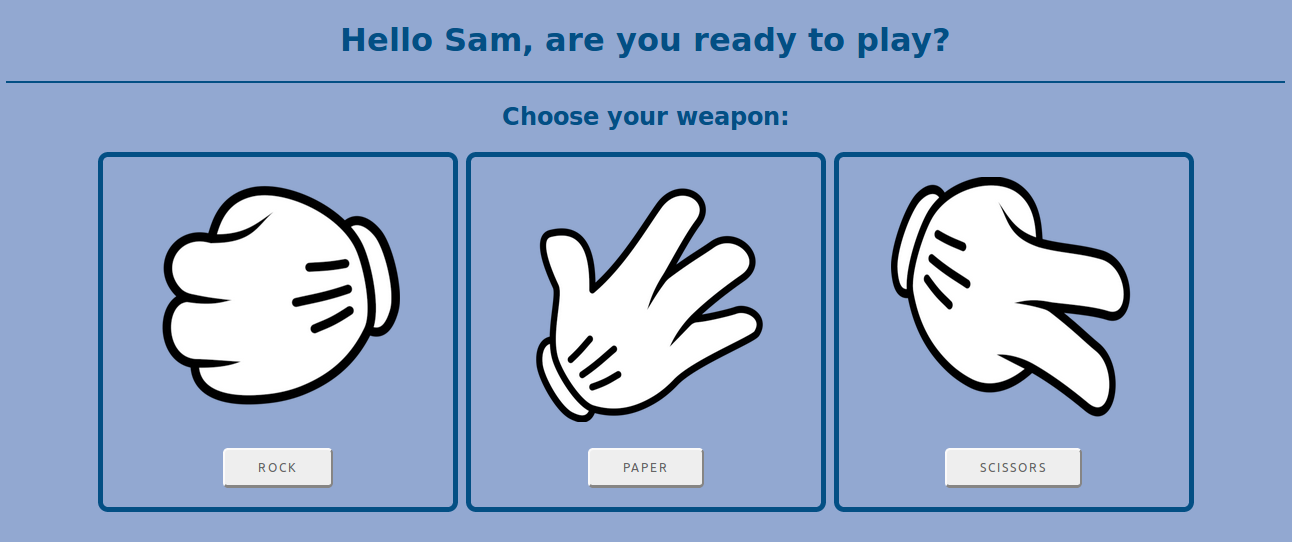 Hello Sam, are you ready to play?
Choose your weapon:
ROCK
PAPER
SCISSORS